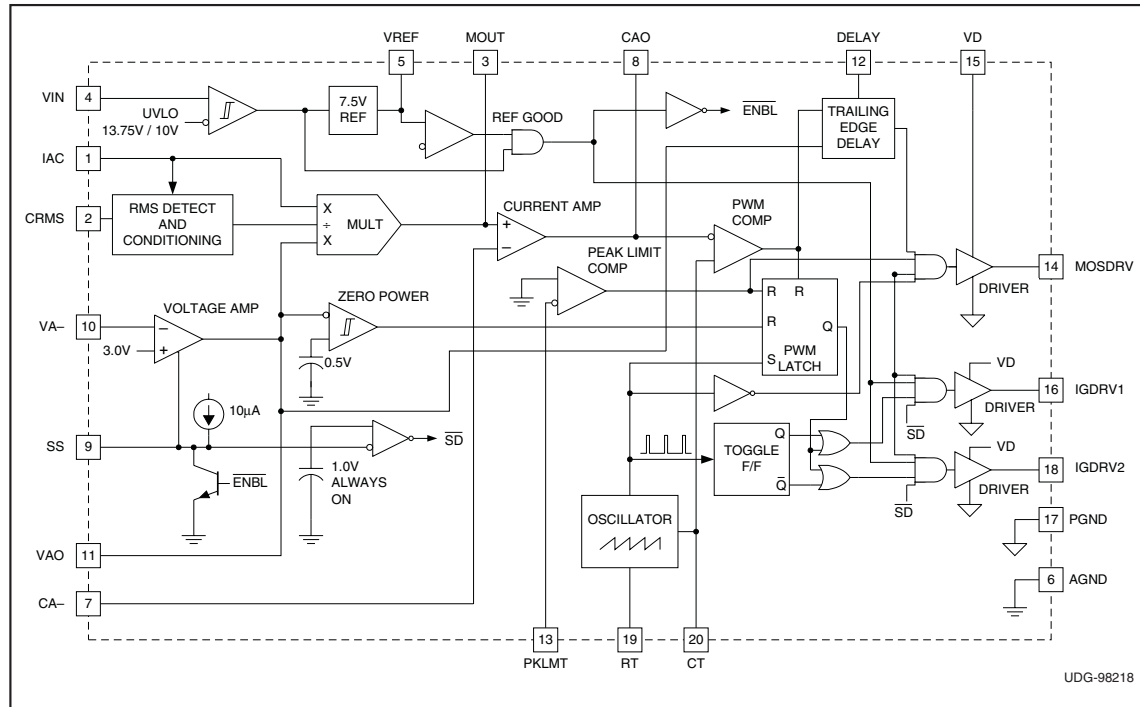 VREF
MOUT
CAO
DELAY
VD
5
3
8
12
15
VIN
4
UVLO
13.75V / 10V
7.5V
REF
REF GOOD
ENBL
TRAILING
EDGE
DELAY
IAC
1
CRMS
2
RMS DETECT
AND
CONDITIONING
X
÷
X
MULT
CURRENT AMP
+
–
PWM
COMP
PEAK LIMIT
COMP
14
MOSDRV
DRIVER
VOLTAGE AMP
ZERO POWER
VA–
10
–
+
3.0V
0.5V
R
R
R
Q
S
PWM
LATCH
VD
16
IGDRV1
DRIVER
SD
10µA
SS
9
SD
ENBL
1.0V
ALWAYS
ON
Q
TOGGLE
F/F
Q
VD
18
IGDRV2
DRIVER
SD
OSCILLATOR
17
PGND
VAO
11
6
AGND
CA–
7
13
19
20
PKLMT
RT
CT
UDG-98218